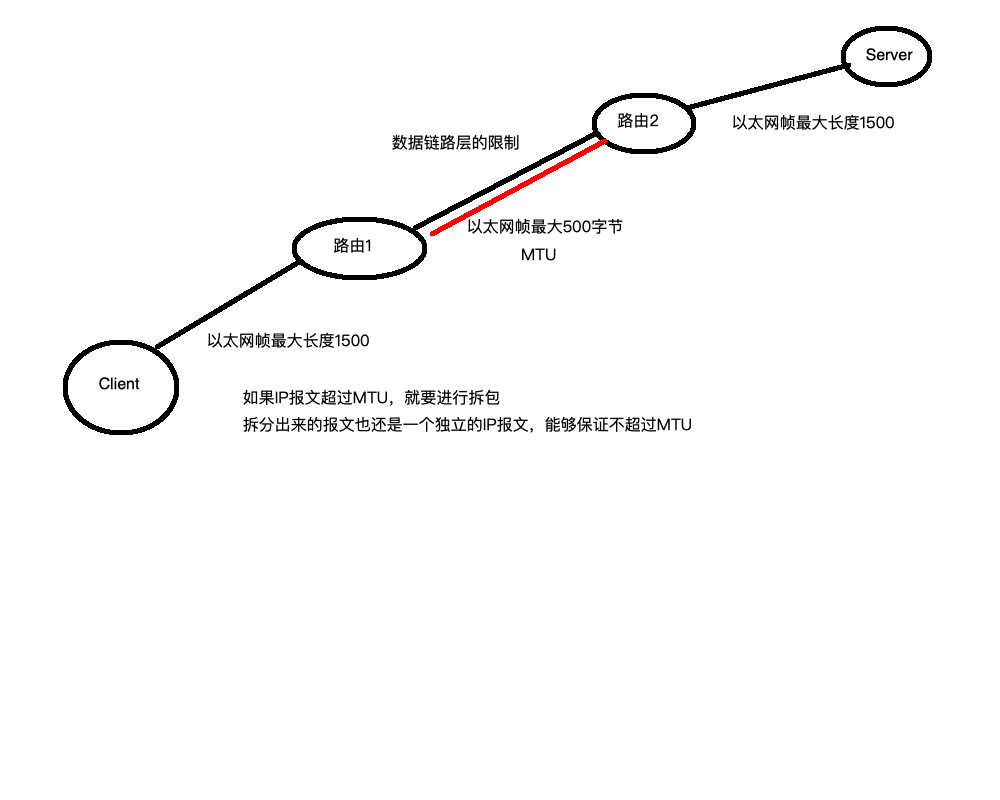 Server
路由2
以太网帧最大长度1500
数据链路层的限制
以太网帧最大500字节
MTU
路由1
以太网帧最大长度1500
Client
如果IP报文超过MTU，就要进行拆包
拆分出来的报文也还是一个独立的IP报文，能够保证不超过MTU